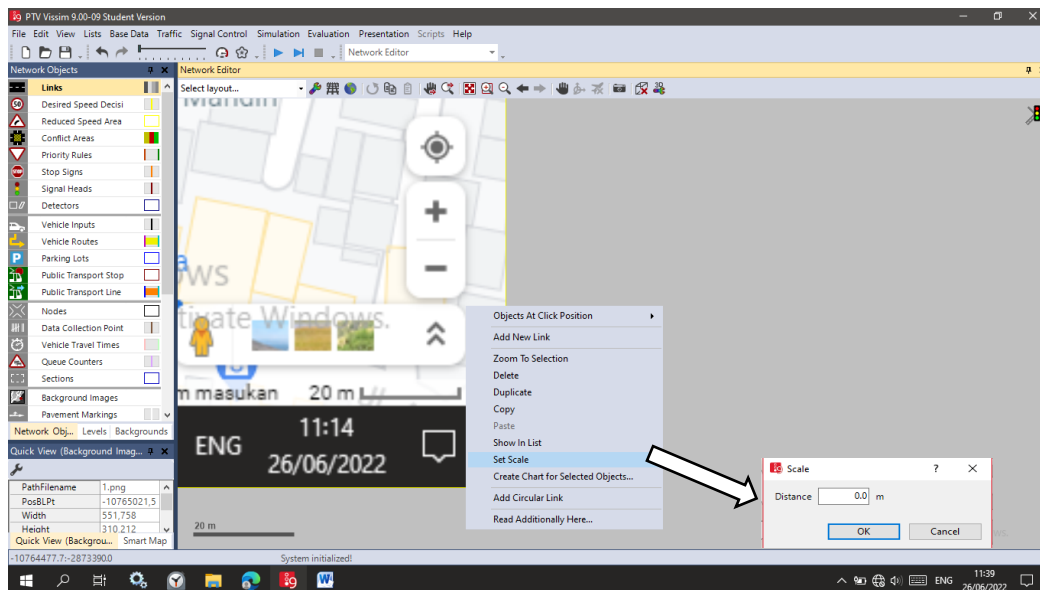 PTV Vissim 9.00-09 Student Version
File Edit View Lists Base Data Traffic Signal Control Simulation Evaluation Presentation Scripts Help
Network Editor
Network Objects
Network Editor
Select layout...
Links
Desired Speed Decisi
Reduced Speed Area
Conflict Areas
Priority Rules
Stop Signs
Signal Heads
Detectors
Vehicle Inputs
Vehicle Routes
Parking Lots
Public Transport Stop
Public Transport Line
Nodes
Data Collection Point
Vehicle Travel Times
Queue Counters
Sections
Background Images
Pavement Markings
Network Obj... Levels Backgrounds
Quick View (Background Imag...
PathFilename 1.png
PosBLPt -10765021,5
Width 551,758
Height 310,212
Quick View (Backgrou... Smart Map
Mandiri
ows
tivate Windows.
m masukan 20 m
ENG 11:14
26/06/2022
20 m
Objects At Click Position
Add New Link
Zoom To Selection
Delete
Duplicate
Copy
Paste
Show In List
Set Scale
Create Chart for Selected Objects...
Add Circular Link
Read Additionally Here...
Scale ? ×
Distance 0.0 m
OK Cancel
ws.
-10764477.7:-2873390.0 System initialized!
ENG 11:39
26/06/2022